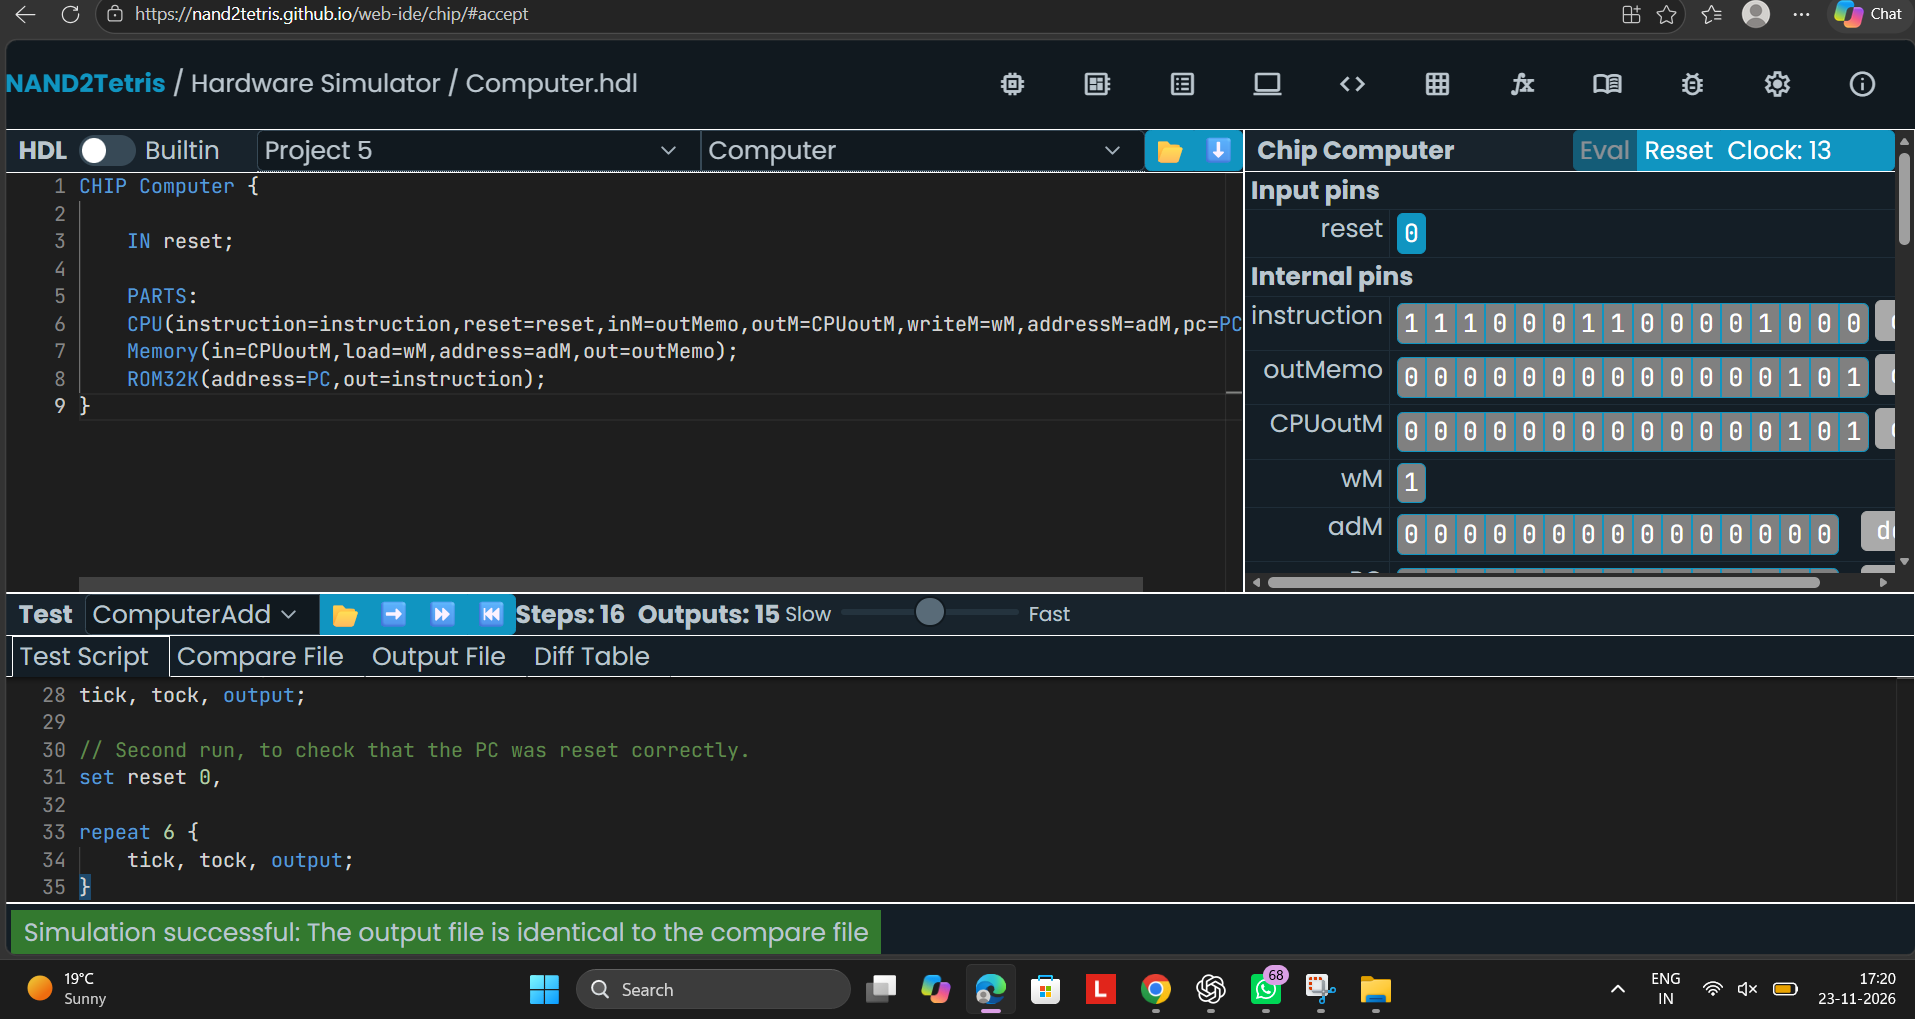 https://nand2tetris.github.io/web-ide/chip/#accept
Chat
NAND2Tetris / Hardware Simulator / Computer.hdl
HDL Builtin Project 5 Computer
Chip Computer Eval Reset Clock: 13
1 CHIP Computer {
2
3 IN reset;
4
5 PARTS:
6 CPU(instruction=instruction,reset=reset,inM=outMemo,outM=CPUoutM,writeM=wM,addressM=adM,pc=PC
7 Memory(in=CPUoutM,load=wM,address=adM,out=outMemo);
8 ROM32K(address=PC,out=instruction);
9 }
Input pins
reset 0
Internal pins
instruction 1 1 1 0 0 0 1 1 0 0 0 0 1 0 0 0
outMemo 0 0 0 0 0 0 0 0 0 0 0 0 0 1 0 1
CPUoutM 0 0 0 0 0 0 0 0 0 0 0 0 0 1 0 1
wM 1
adM 0 0 0 0 0 0 0 0 0 0 0 0 0 0 0
Test ComputerAdd Steps: 16 Outputs: 15 Slow Fast
Test Script Compare File Output File Diff Table
28 tick, tock, output;
29
30 // Second run, to check that the PC was reset correctly.
31 set reset 0,
32
33 repeat 6 {
34 tick, tock, output;
35 }
Simulation successful: The output file is identical to the compare file
19°C
Sunny
Search
L
68
ENG
IN
17:20
23-11-2026